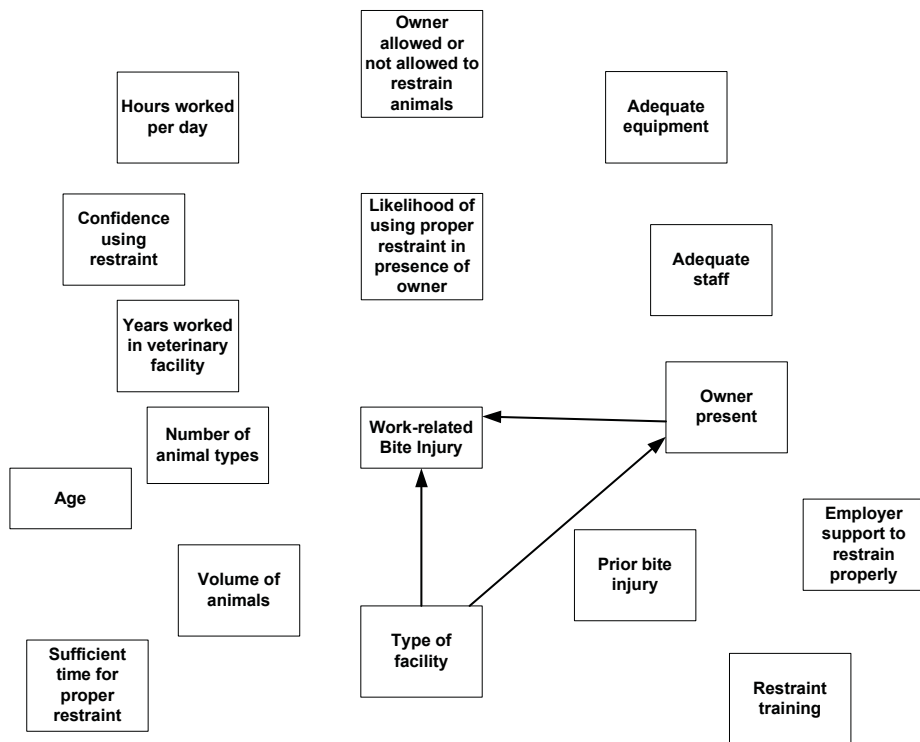 Owner
allowed or
not allowed to
restrain
animals
Hours worked
per day
Adequate
equipment
Confidence
using
restraint
Likelihood of
using proper
restraint in
presence of
owner
Adequate
staff
Years worked
in veterinary
facility
Owner
present
Number of
animal types
Work-related
Bite Injury
Age
Employer
support to
restrain
properly
Volume of
animals
Prior bite
injury
Type of
facility
Sufficient
time for
proper
restraint
Restraint
training